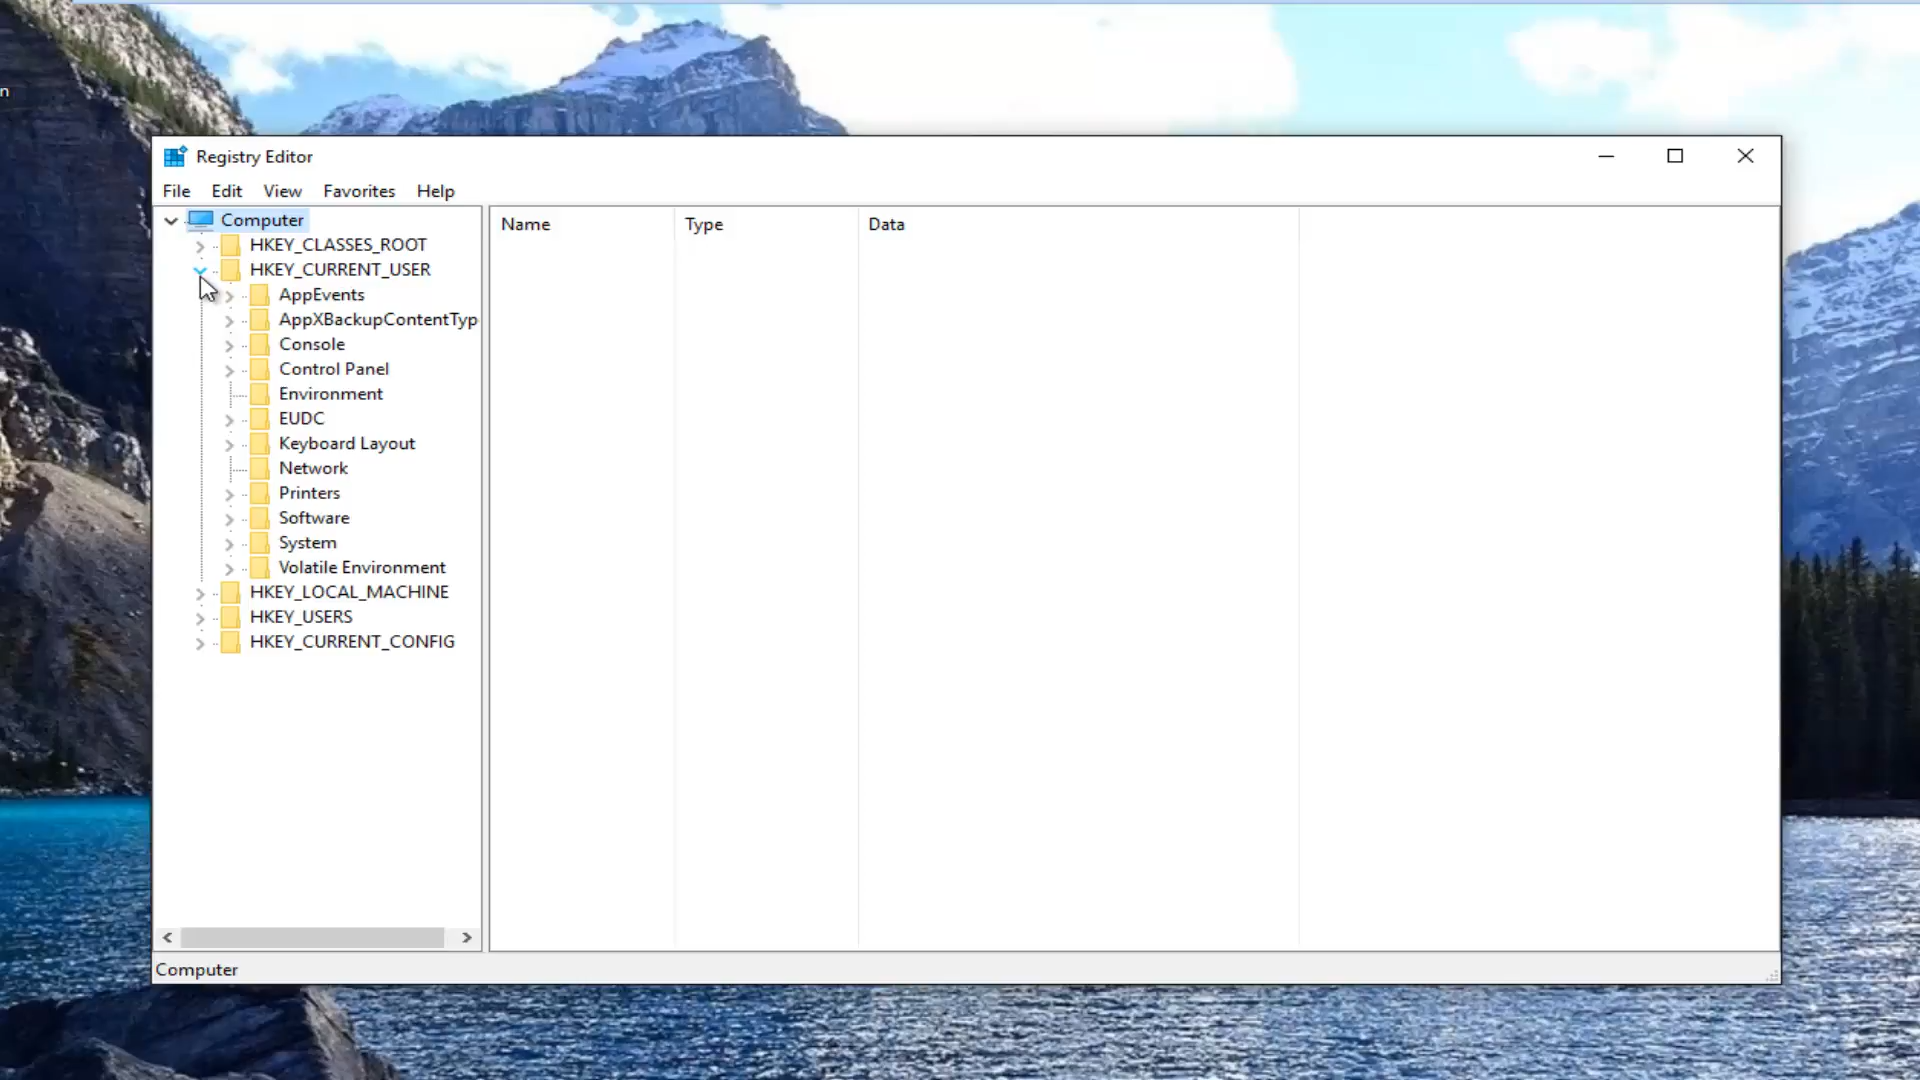 n
Registry Editor
File Edit View Favorites Help
Computer
Name Type Data
HKEY_CLASSES_ROOT
HKEY_CURRENT_USER
AppEvents
AppXBackupContentTyp
Console
Control Panel
Environment
EUDC
Keyboard Layout
Network
Printers
Software
System
Volatile Environment
HKEY_LOCAL_MACHINE
HKEY_USERS
HKEY_CURRENT_CONFIG
Computer